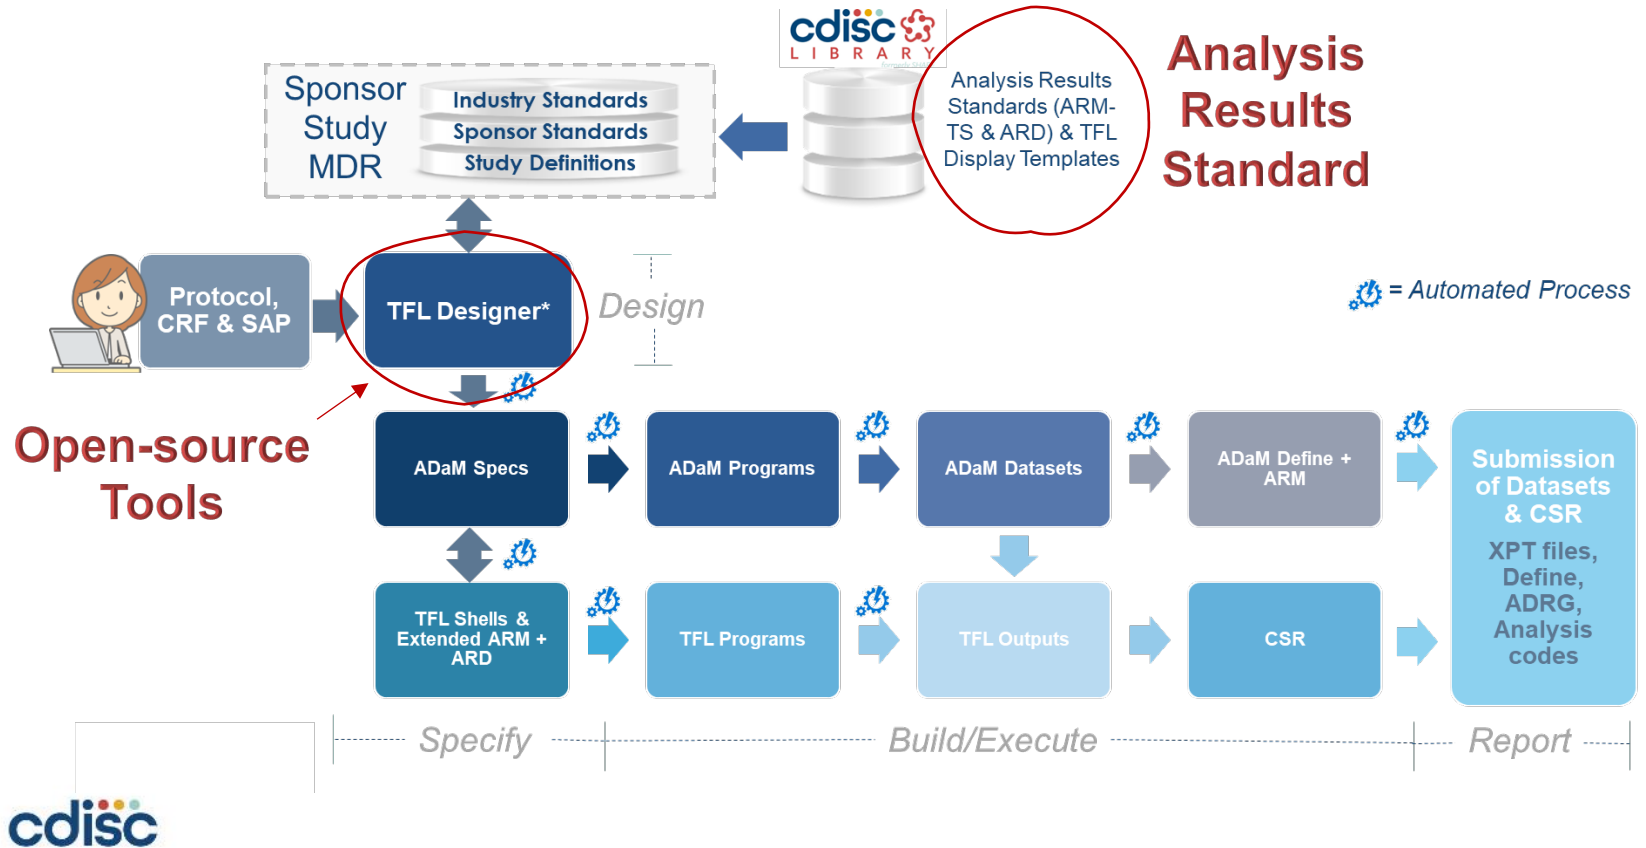 cdisc
LIBRARY
Analysis Results
Standards (ARM-
TS & ARD) & TFL
Display Templates
Analysis
Results
Standard
Sponsor
Study
MDR
Industry Standards
Sponsor Standards
Study Definitions
Protocol,
CRF & SAP
TFL Designer*
Design
= Automated Process
Open-source
Tools
ADaM Specs
ADaM Programs
ADaM Datasets
ADaM Define +
ARM
Submission
of Datasets
& CSR
XPT files,
Define,
ADRG,
Analysis
codes
TFL Shells &
Extended ARM +
ARD
TFL Programs
TFL Outputs
CSR
Specify
Build/Execute
Report
cdisc